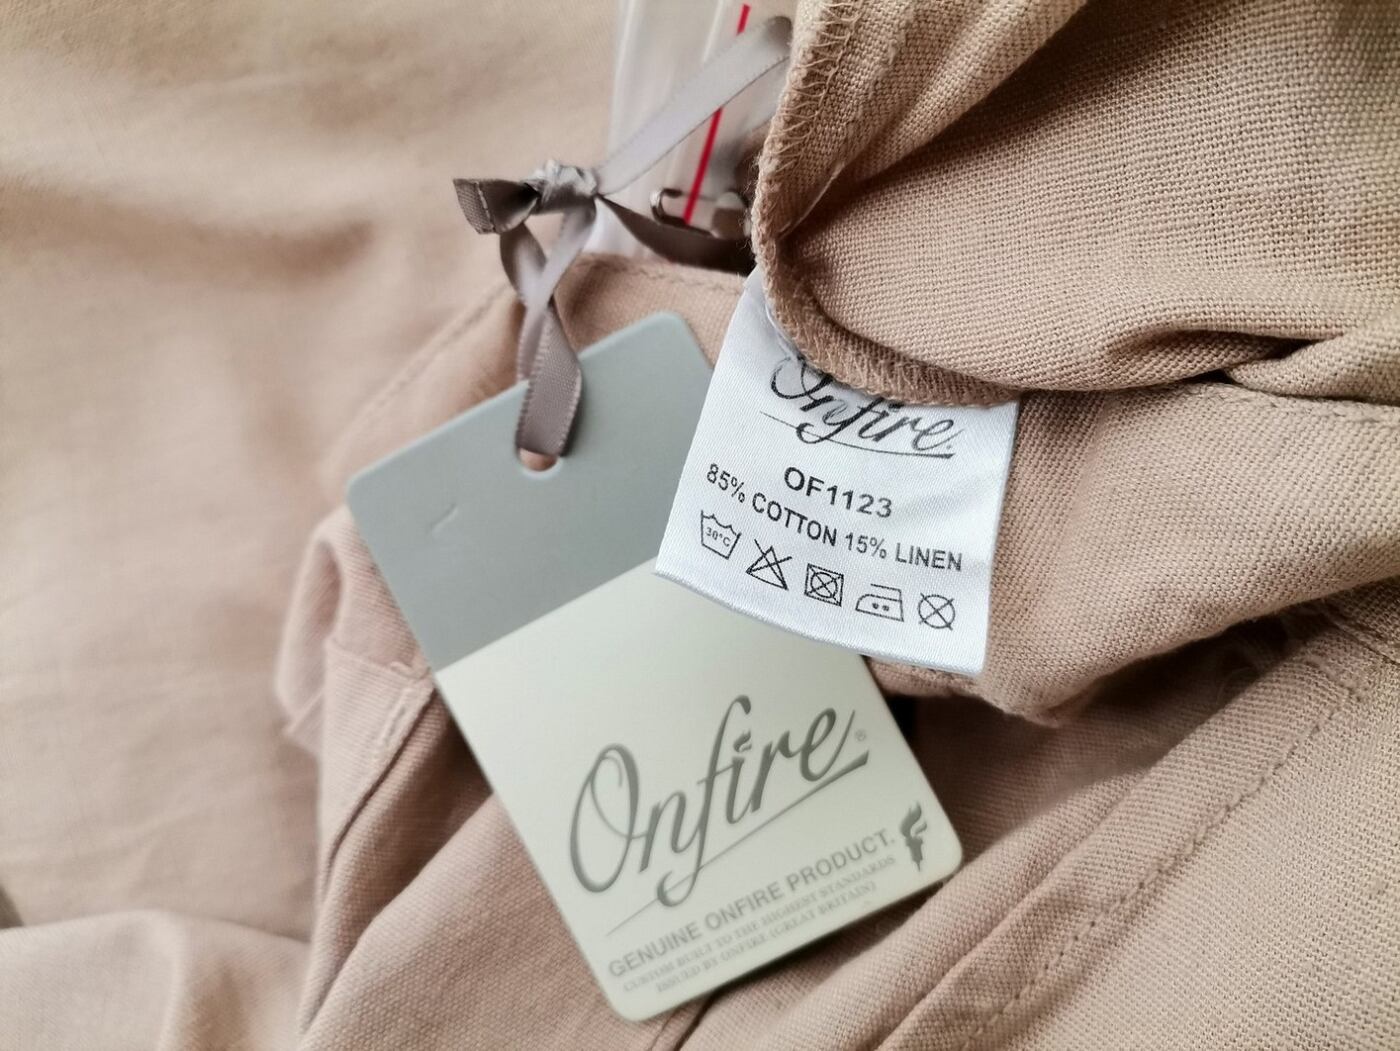 Onfire.
OF1123
85% COTTON 15% LINEN
30°C
Onfire®
GENUINE ONFIRE PRODUCT.
CUSTOM BUILT TO THE HIGHEST STANDARDS
ISSUED BY ONFIRE (GREAT BRITAIN)